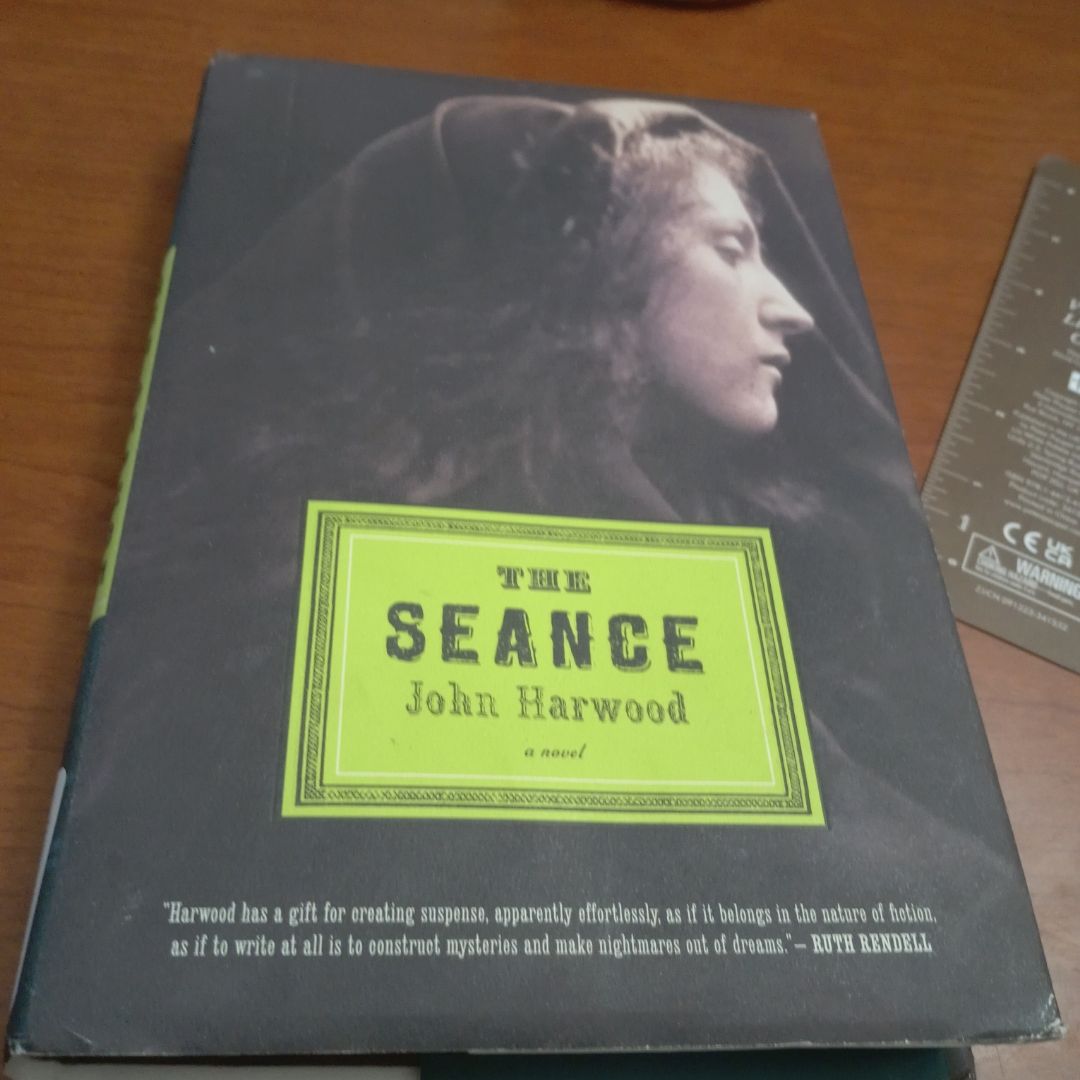 THE
SEANCE
John Harwood
a novel
"Harwood has a gift for creating suspense, apparently effortlessly, as if it belongs in the nature of fiction,
as if to write at all is to construct mysteries and make nightmares out of dreams." – RUTH RENDELL
1
CE UK CA
WARNING